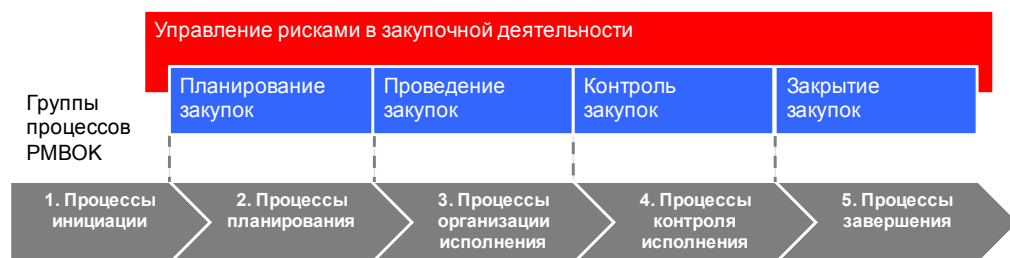 Управление рисками в закупочной деятельности
Планирование
закупок
Проведение
закупок
Контроль
закупок
Закрытие
закупок
Группы
процессов
PMBOK
1. Процессы
инициации
2. Процессы
планирования
3. Процессы
организации
исполнения
4. Процессы
контроля
исполнения
5. Процессы
завершения